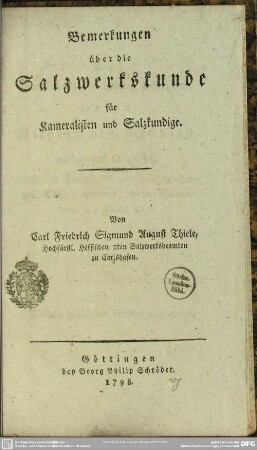 Bemerkungen
über die
Salzwerkskunde
für
Kameralisten und Salzkundige.
Von
Carl Friedrich Sigmund August Thiele,
Hochfürstl. Hessischen 2ten Salzwerksbeamten
zu Carlshafen.
Göttingen
bey Georg Philip Schröder.
1798.
DFG